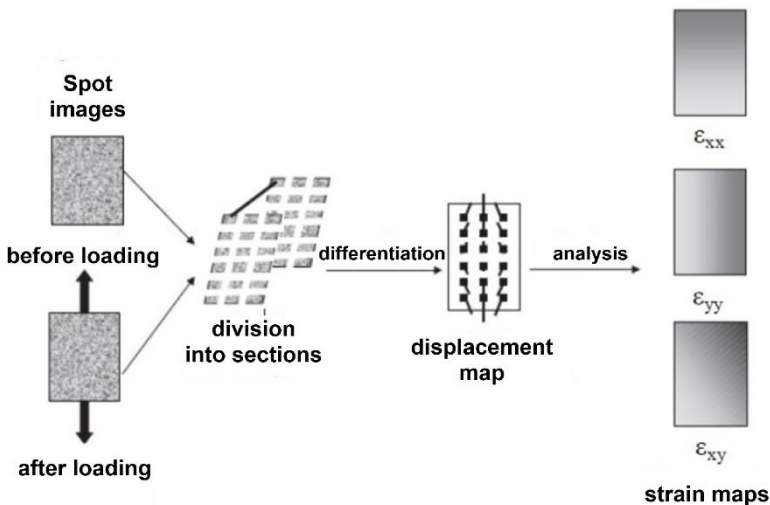 Spot
images
before loading
after loading
division
into sections
differentiation
displacement
map
analysis
εxx
εyy
εxy
strain maps